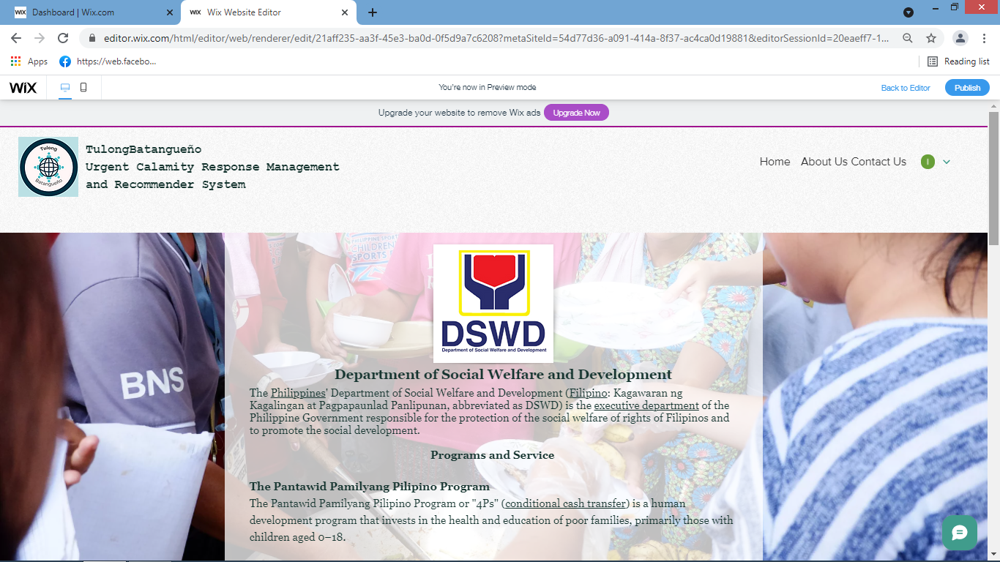 Dashboard | Wix.com
WiX
Wix Website Editor
editor.wix.com/html/editor/web/renderer/edit/21aff235-aa3f-45e3-ba0d-0f5d9a7c6208?metaSiteId=54d77d36-a091-414a-8f37-ac4ca0d19881&editorSessionId=20eaeff7-1...
Apps
https://web.facebo...
Reading list
WiX
You're now in Preview mode
Back to Editor
Publish
Upgrade your website to remove Wix ads
Upgrade Now
Tulong
Batangueño
TulongBatangueño
Urgent Calamity Response Management
and Recommender System
Home
About Us
Contact Us
I
PHILIPPINE SPORT
CHILDREN
SPORTS
BNS
DSWD
Department of Social Welfare and Development
Department of Social Welfare and Development
The Philippines' Department of Social Welfare and Development (Filipino: Kagawaran ng
Kagalingan at Pagpapaunlad Panlipunan, abbreviated as DSWD) is the executive department of the
Philippine Government responsible for the protection of the social welfare of rights of Filipinos and
to promote the social development.
Programs and Service
The Pantawid Pamilyang Pilipino Program
The Pantawid Pamilyang Pilipino Program or "4Ps" (conditional cash transfer) is a human
development program that invests in the health and education of poor families, primarily those with
children aged 0–18.